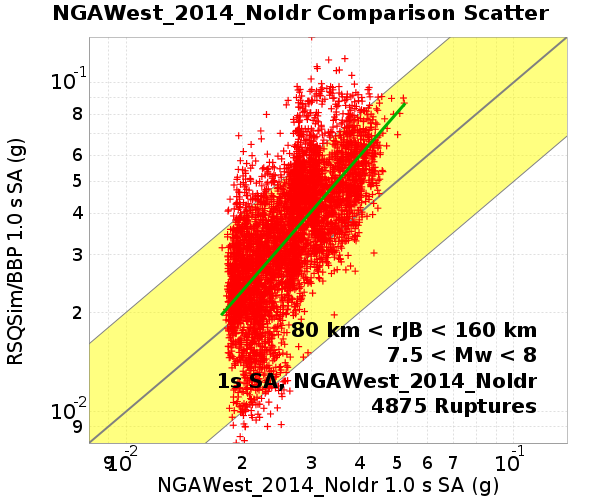 NGAWest_2014_NoIdr Comparison Scatter
RSQSim/BBP 1.0 s SA (g)
10-1
8
6
5
4
3
2
10-2
9
80 km < rJB < 160 km
7.5 < Mw < 8
1s SA, NGAWest_2014_NoIdr
4875 Ruptures
9 10-2 2 3 4 5 6 7 10-1
NGAWest_2014_NoIdr 1.0 s SA (g)